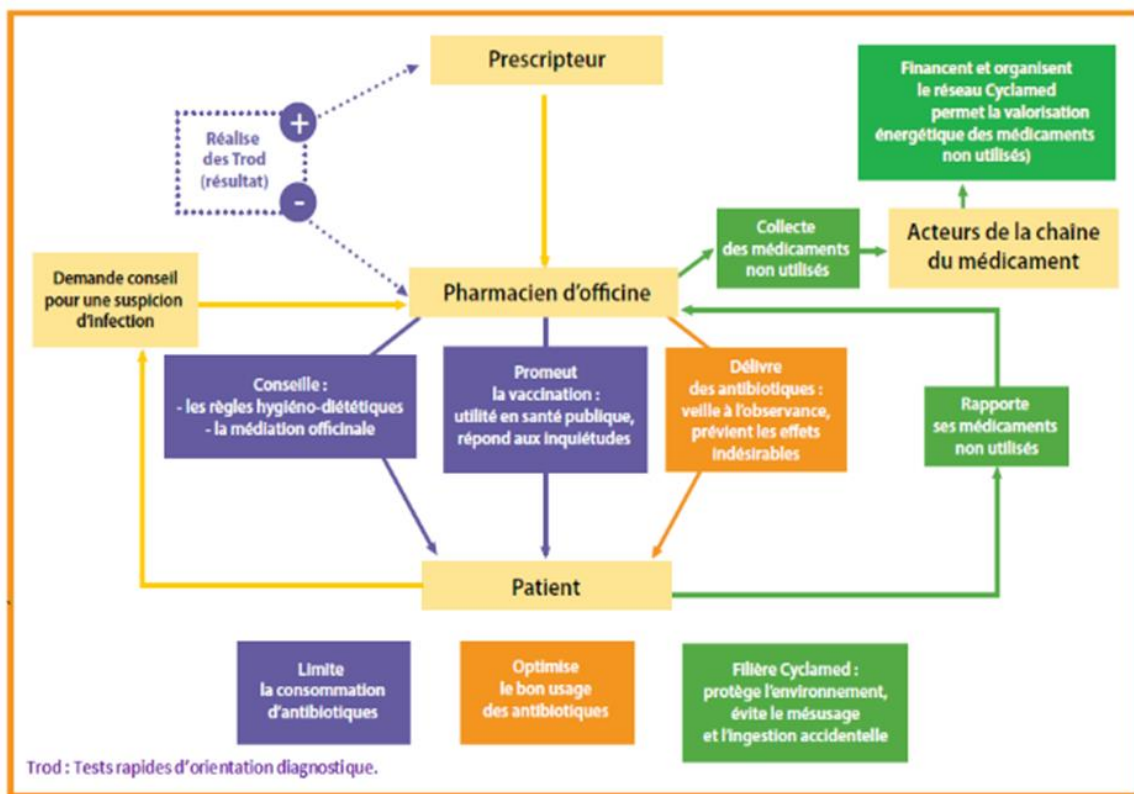 Prescripteur
Financent et organisent
le réseau Cyclamed
permet la valorisation
énergétique des médicaments
non utilisés)
+
Réalise
des Trod
(résultat)
-
Collecte
des médicaments
non utilisés
Acteurs de la chaîne
du médicament
Demande conseil
pour une suspicion
d'infection
Pharmacien d'officine
Conseille :
- les règles hygiéno-diététiques
- la médiation officinale
Promeut
la vaccination :
utilité en santé publique,
répond aux inquiétudes
Délivre
des antibiotiques :
veille à l'observance,
prévient les effets
indésirables
Rapporte
ses médicaments
non utilisés
Patient
Limite
la consommation
d'antibiotiques
Optimise
le bon usage
des antibiotiques
Filière Cyclamed :
protège l'environnement,
évite le mésusage
et l'ingestion accidentelle
Trod : Tests rapides d'orientation diagnostique.